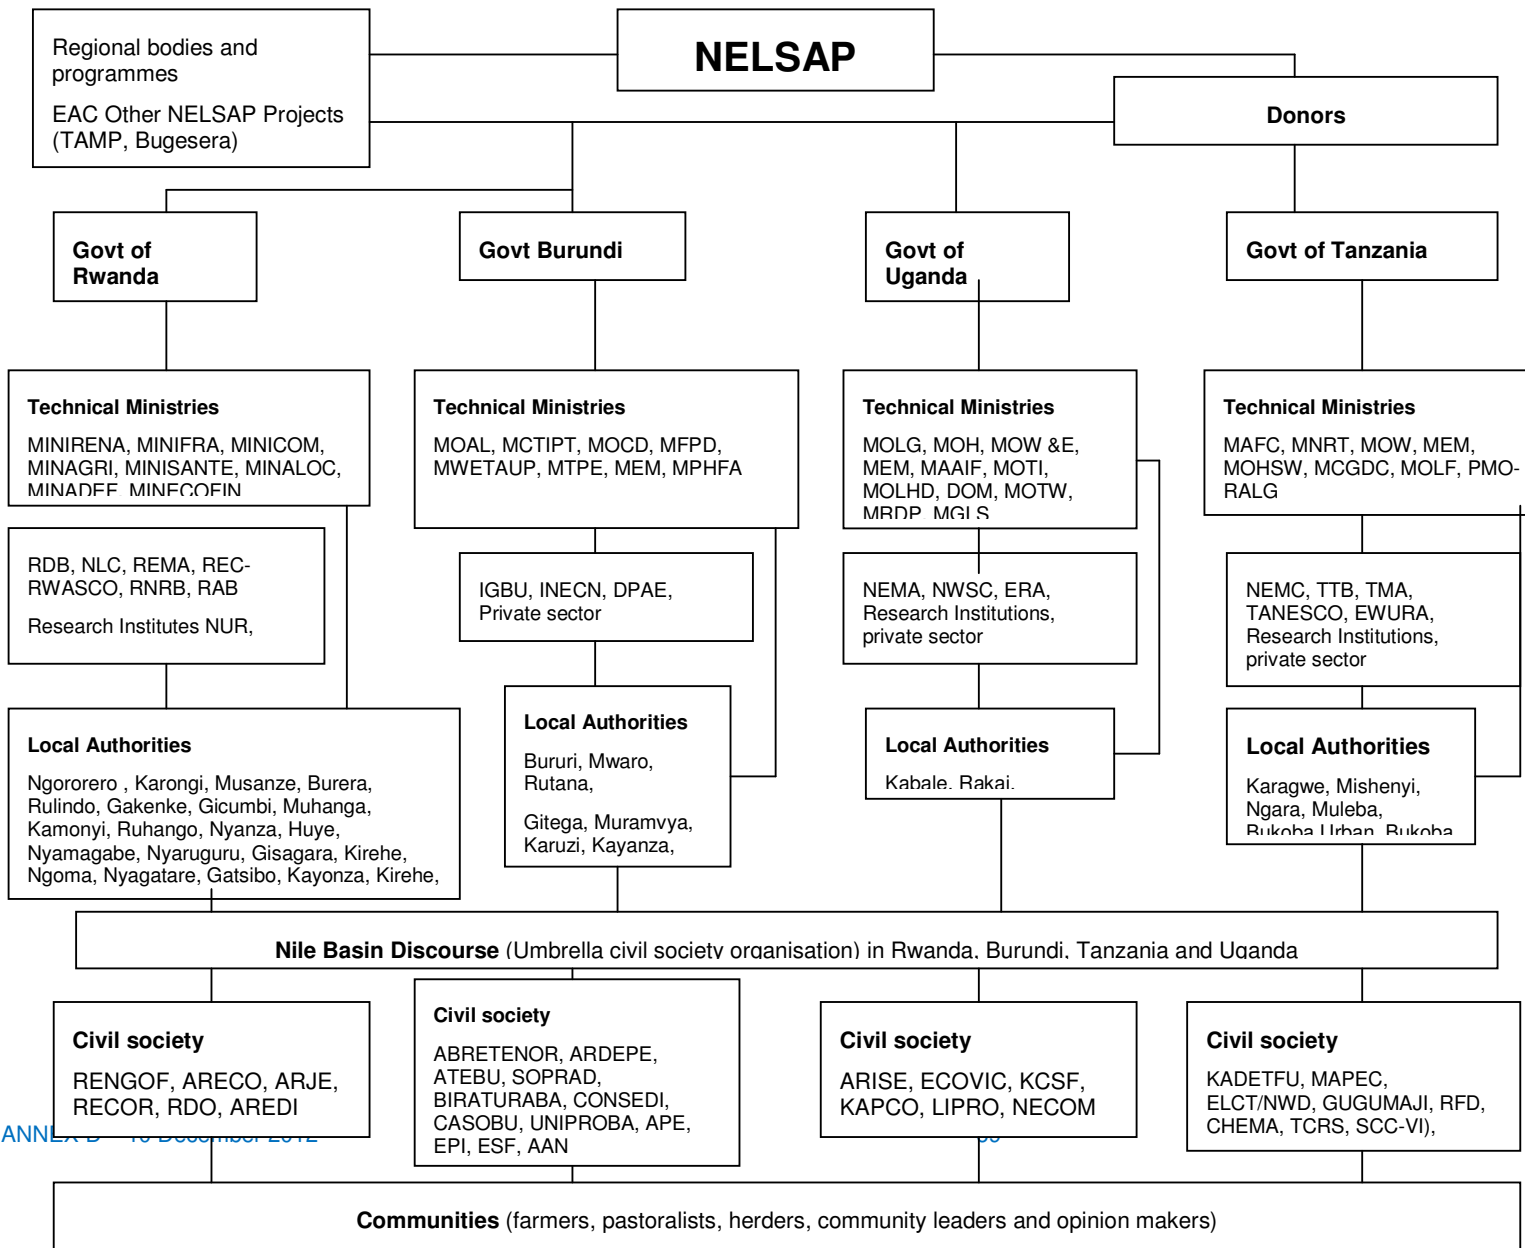 Regional bodies and
programmes
EAC Other NELSAP Projects
(TAMP, Bugesera)
NELSAP
Donors
Govt of
Rwanda
Govt Burundi
Govt of
Uganda
Govt of Tanzania
Technical Ministries
MINIRENA, MINIFRA, MINICOM,
MINAGRI, MINISANTE, MINALOC,
MINADEF, MINECOFIN
Technical Ministries
MOAL, MCTIPT, MOCD, MFPD,
MWETAUP, MTPE, MEM, MPHFA
Technical Ministries
MOLG, MOH, MOW &E,
MEM, MAAIF, MOTI,
MOLHD, DOM, MOTW,
MRDP, MGLS
Technical Ministries
MAFC, MNRT, MOW, MEM,
MOHSW, MCGDC, MOLF, PMO-
RALG
RDB, NLC, REMA, REC-
RWASCO, RNRB, RAB
Research Institutes NUR,
IGBU, INECN, DPAE,
Private sector
NEMA, NWSC, ERA,
Research Institutions,
private sector
NEMC, TTB, TMA,
TANESCO, EWURA,
Research Institutions,
private sector
Local Authorities
Ngororero , Karongi, Musanze, Burera,
Rulindo, Gakenke, Gicumbi, Muhanga,
Kamonyi, Ruhango, Nyanza, Huye,
Nyamagabe, Nyaruguru, Gisagara, Kirehe,
Ngoma, Nyagatare, Gatsibo, Kayonza, Kirehe,
Local Authorities
Bururi, Mwaro,
Rutana,
Gitega, Muramvya,
Karuzi, Kayanza,
Local Authorities
Kabale, Rakai,
Local Authorities
Karagwe, Mishenyi,
Ngara, Muleba,
Bukoba Urban, Bukoba
Nile Basin Discourse (Umbrella civil society organisation) in Rwanda, Burundi, Tanzania and Uganda
Civil society
RENGOF, ARECO, ARJE,
RECOR, RDO, AREDI
Civil society
ABRETENOR, ARDEPE,
ATEBU, SOPRAD,
BIRATURABA, CONSEDI,
CASOBU, UNIPROBA, APE,
EPI, ESF, AAN
Civil society
ARISE, ECOVIC, KCSF,
KAPCO, LIPRO, NECOM
Civil society
KADETFU, MAPEC,
ELCT/NWD, GUGUMAJI, RFD,
CHEMA, TCRS, SCC-VI),
ANNEX December 2012
Communities (farmers, pastoralists, herders, community leaders and opinion makers)